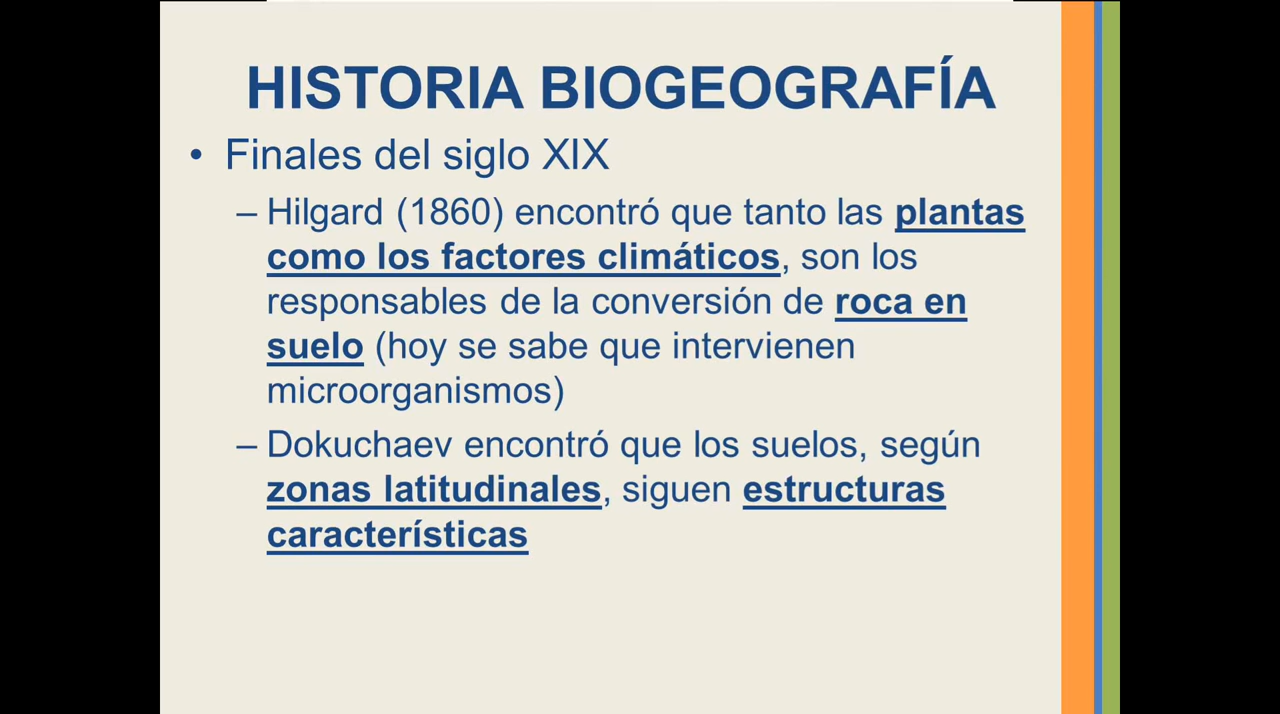 HISTORIA BIOGEOGRAFÍA
• Finales del siglo XIX
– Hilgard (1860) encontró que tanto las plantas
como los factores climáticos, son los
responsables de la conversión de roca en
suelo (hoy se sabe que intervienen
microorganismos)
– Dokuchaev encontró que los suelos, según
zonas latitudinales, siguen estructuras
características